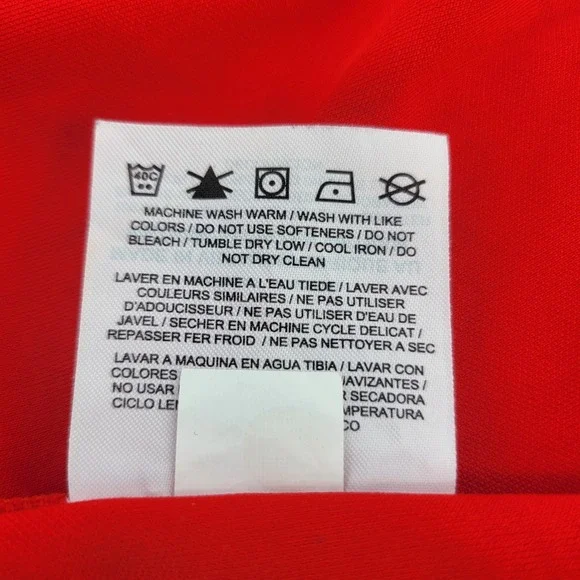 40C
MACHINE WASH WARM / WASH WITH LIKE
COLORS / DO NOT USE SOFTENERS / DO NOT
BLEACH / TUMBLE DRY LOW / COOL IRON / DO
NOT DRY CLEAN
LAVER EN MACHINE A L'EAU TIEDE / LAVER AVEC
COULEURS SIMILAIRES / NE PAS UTILISER
D'ADOUCISSEUR / NE PAS UTILISER D'EAU DE
JAVEL / SECHER EN MACHINE CYCLE DELICAT /
REPASSER FER FROID / NE PAS NETTOYER A SEC
LAVAR A MAQUINA EN AGUA TIBIA / LAVAR CON
COLORES
NO USAR SECADORA
CICLO